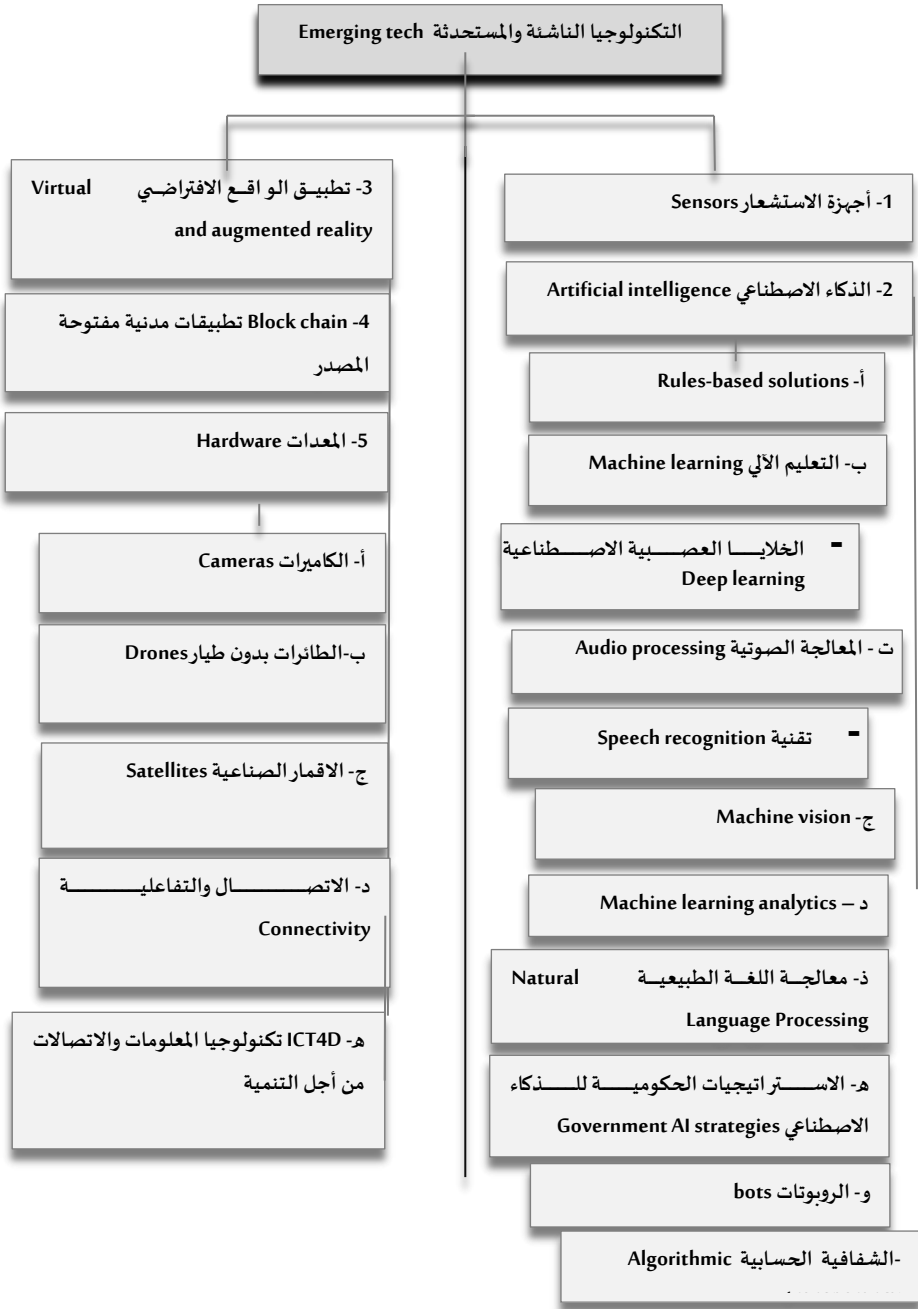 التكنولوجيا الناشئة والمستحدثة Emerging tech
1- أجهزة الاستشعار Sensors
2- الذكاء الاصطناعي Artificial intelligence
أ- Rules-based solutions
ب- التعليم الآلي Machine learning
- الخلايا العصبية الاصطناعية
Deep learning
ت - المعالجة الصوتية Audio processing
- تقنية Speech recognition
ج- Machine vision
د – Machine learning analytics
ذ- معالجة اللغة الطبيعية Natural
Language Processing
ه- الاستراتيجيات الحكومية للذكاء
الاصطناعي Government AI strategies
و- الروبوتات bots
-الشفافية الحسابية Algorithmic
3- تطبيق الواقع الافتراضي Virtual
and augmented reality
4- Block chain تطبيقات مدنية مفتوحة
المصدر
5- المعدات Hardware
أ- الكاميرات Cameras
ب-الطائرات بدون طيار Drones
ج- الاقمار الصناعية Satellites
د- الاتصال والتفاعلية
Connectivity
ه- ICT4D تكنولوجيا المعلومات والاتصالات
من أجل التنمية